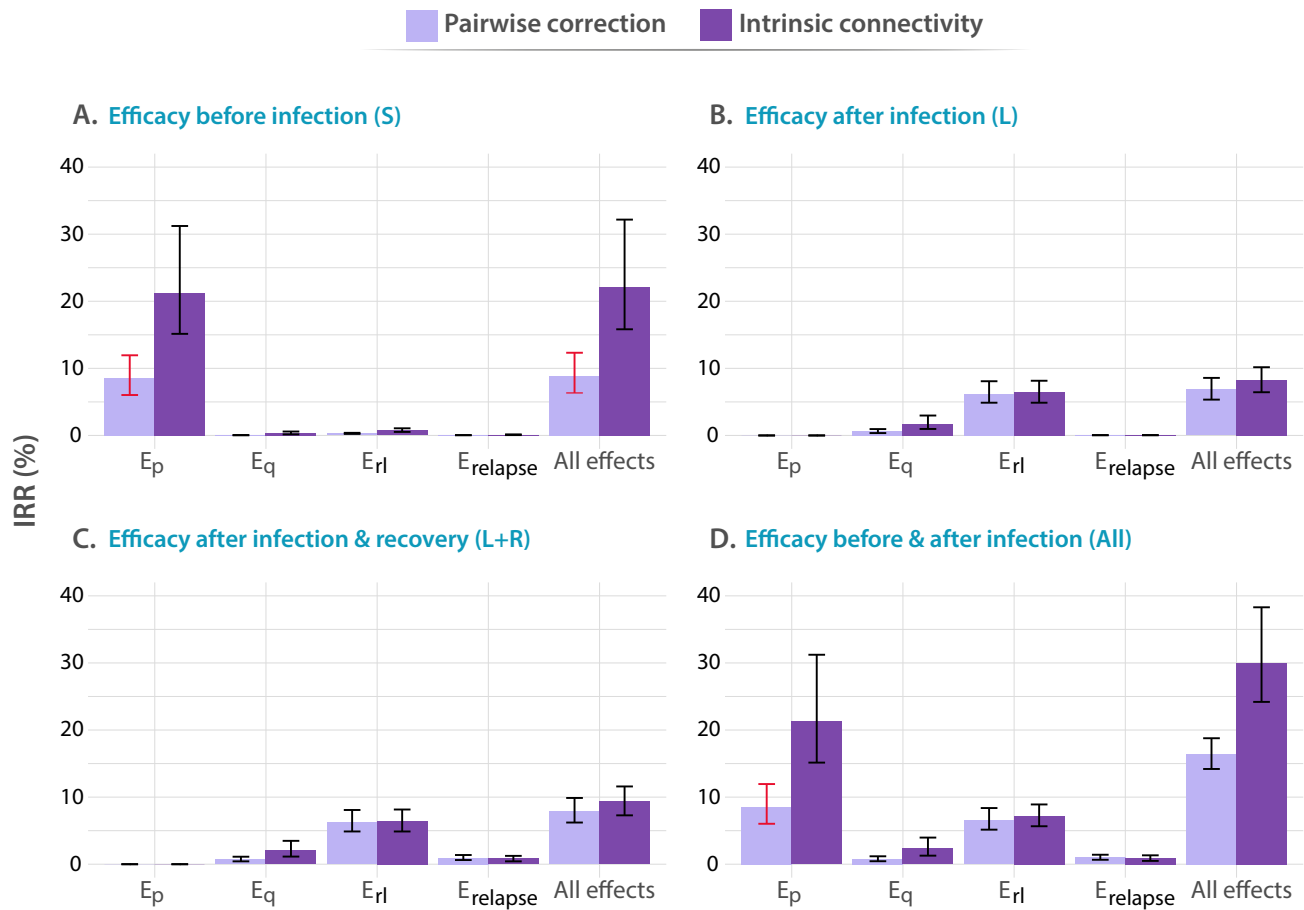 Pairwise correction Intrinsic connectivity
A. Efficacy before infection (S)
B. Efficacy after infection (L)
40
30
20
10
0
Ep Eq Erl Erelapse All effects
40
30
20
10
0
Ep Eq Erl Erelapse All effects
IRR (%)
C. Efficacy after infection & recovery (L+R)
D. Efficacy before & after infection (All)
40
30
20
10
0
Ep Eq Erl Erelapse All effects
40
30
20
10
0
Ep Eq Erl Erelapse All effects